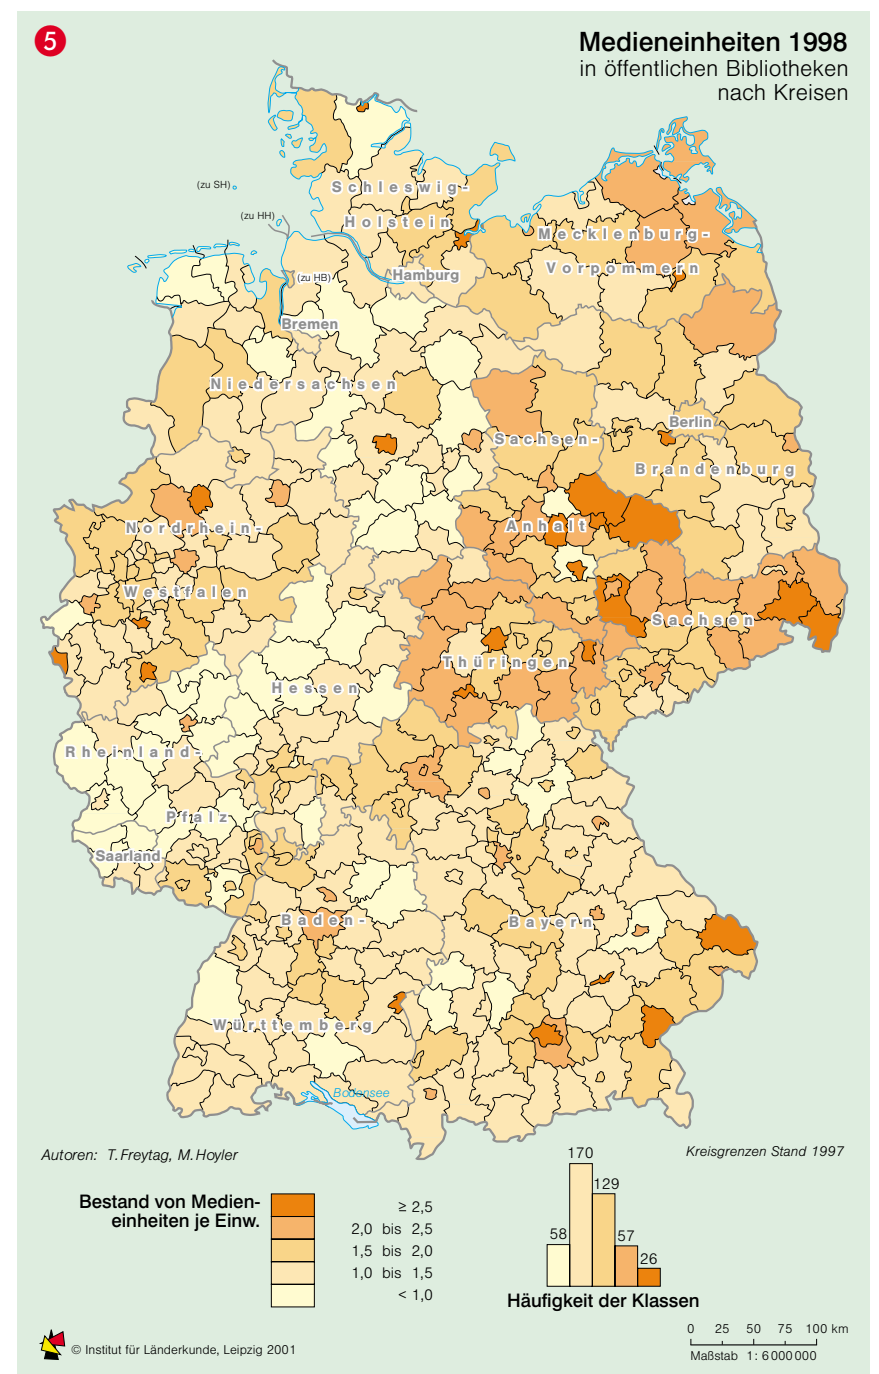 5
Medieneinheiten 1998
in öffentlichen Bibliotheken
nach Kreisen
(zu SH)
Schleswig-
(zu HH)
Holstein
Mecklenburg-
Hamburg
Vorpommern
(zu HB)
Bremen
Niedersachsen
Berlin
Sachsen-
Brandenburg
Nordrhein-
Anhalt
Westfalen
Sachsen
Thüringen
Hessen
Rheinland-
Pfalz
Saarland
Baden-
Bayern
Württemberg
Bodensee
Autoren: T. Freytag, M. Hoyler
Kreisgrenzen Stand 1997
Bestand von Medien-
einheiten je Einw.
≥ 2,5
2,0 bis 2,5
1,5 bis 2,0
1,0 bis 1,5
< 1,0
170
129
58
57
26
Häufigkeit der Klassen
0 25 50 75 100 km
Maßstab 1 : 6 000 000
© Institut für Länderkunde, Leipzig 2001